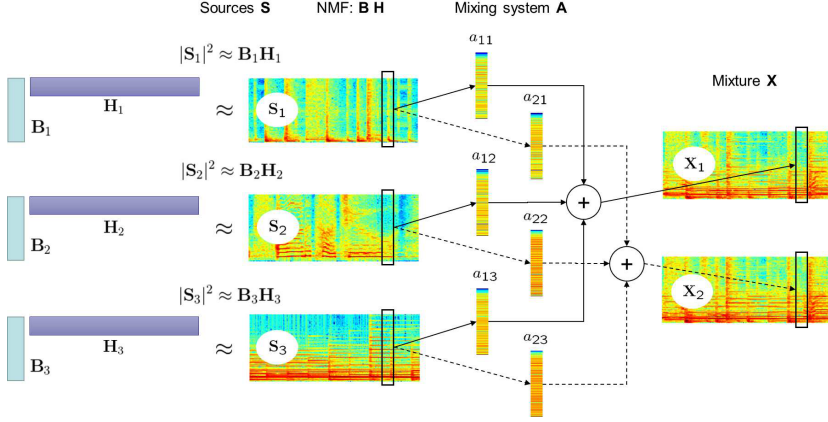 Sources S NMF: B H Mixing system A
|S₁|² ≈ B₁H₁
a₁₁
H₁
B₁
≈
S₁
a₂₁
Mixture X
|S₂|² ≈ B₂H₂
a₁₂
X₁
H₂
B₂
≈
S₂
+
a₂₂
|S₃|² ≈ B₃H₃
a₁₃
+
X₂
H₃
B₃
≈
S₃
a₂₃